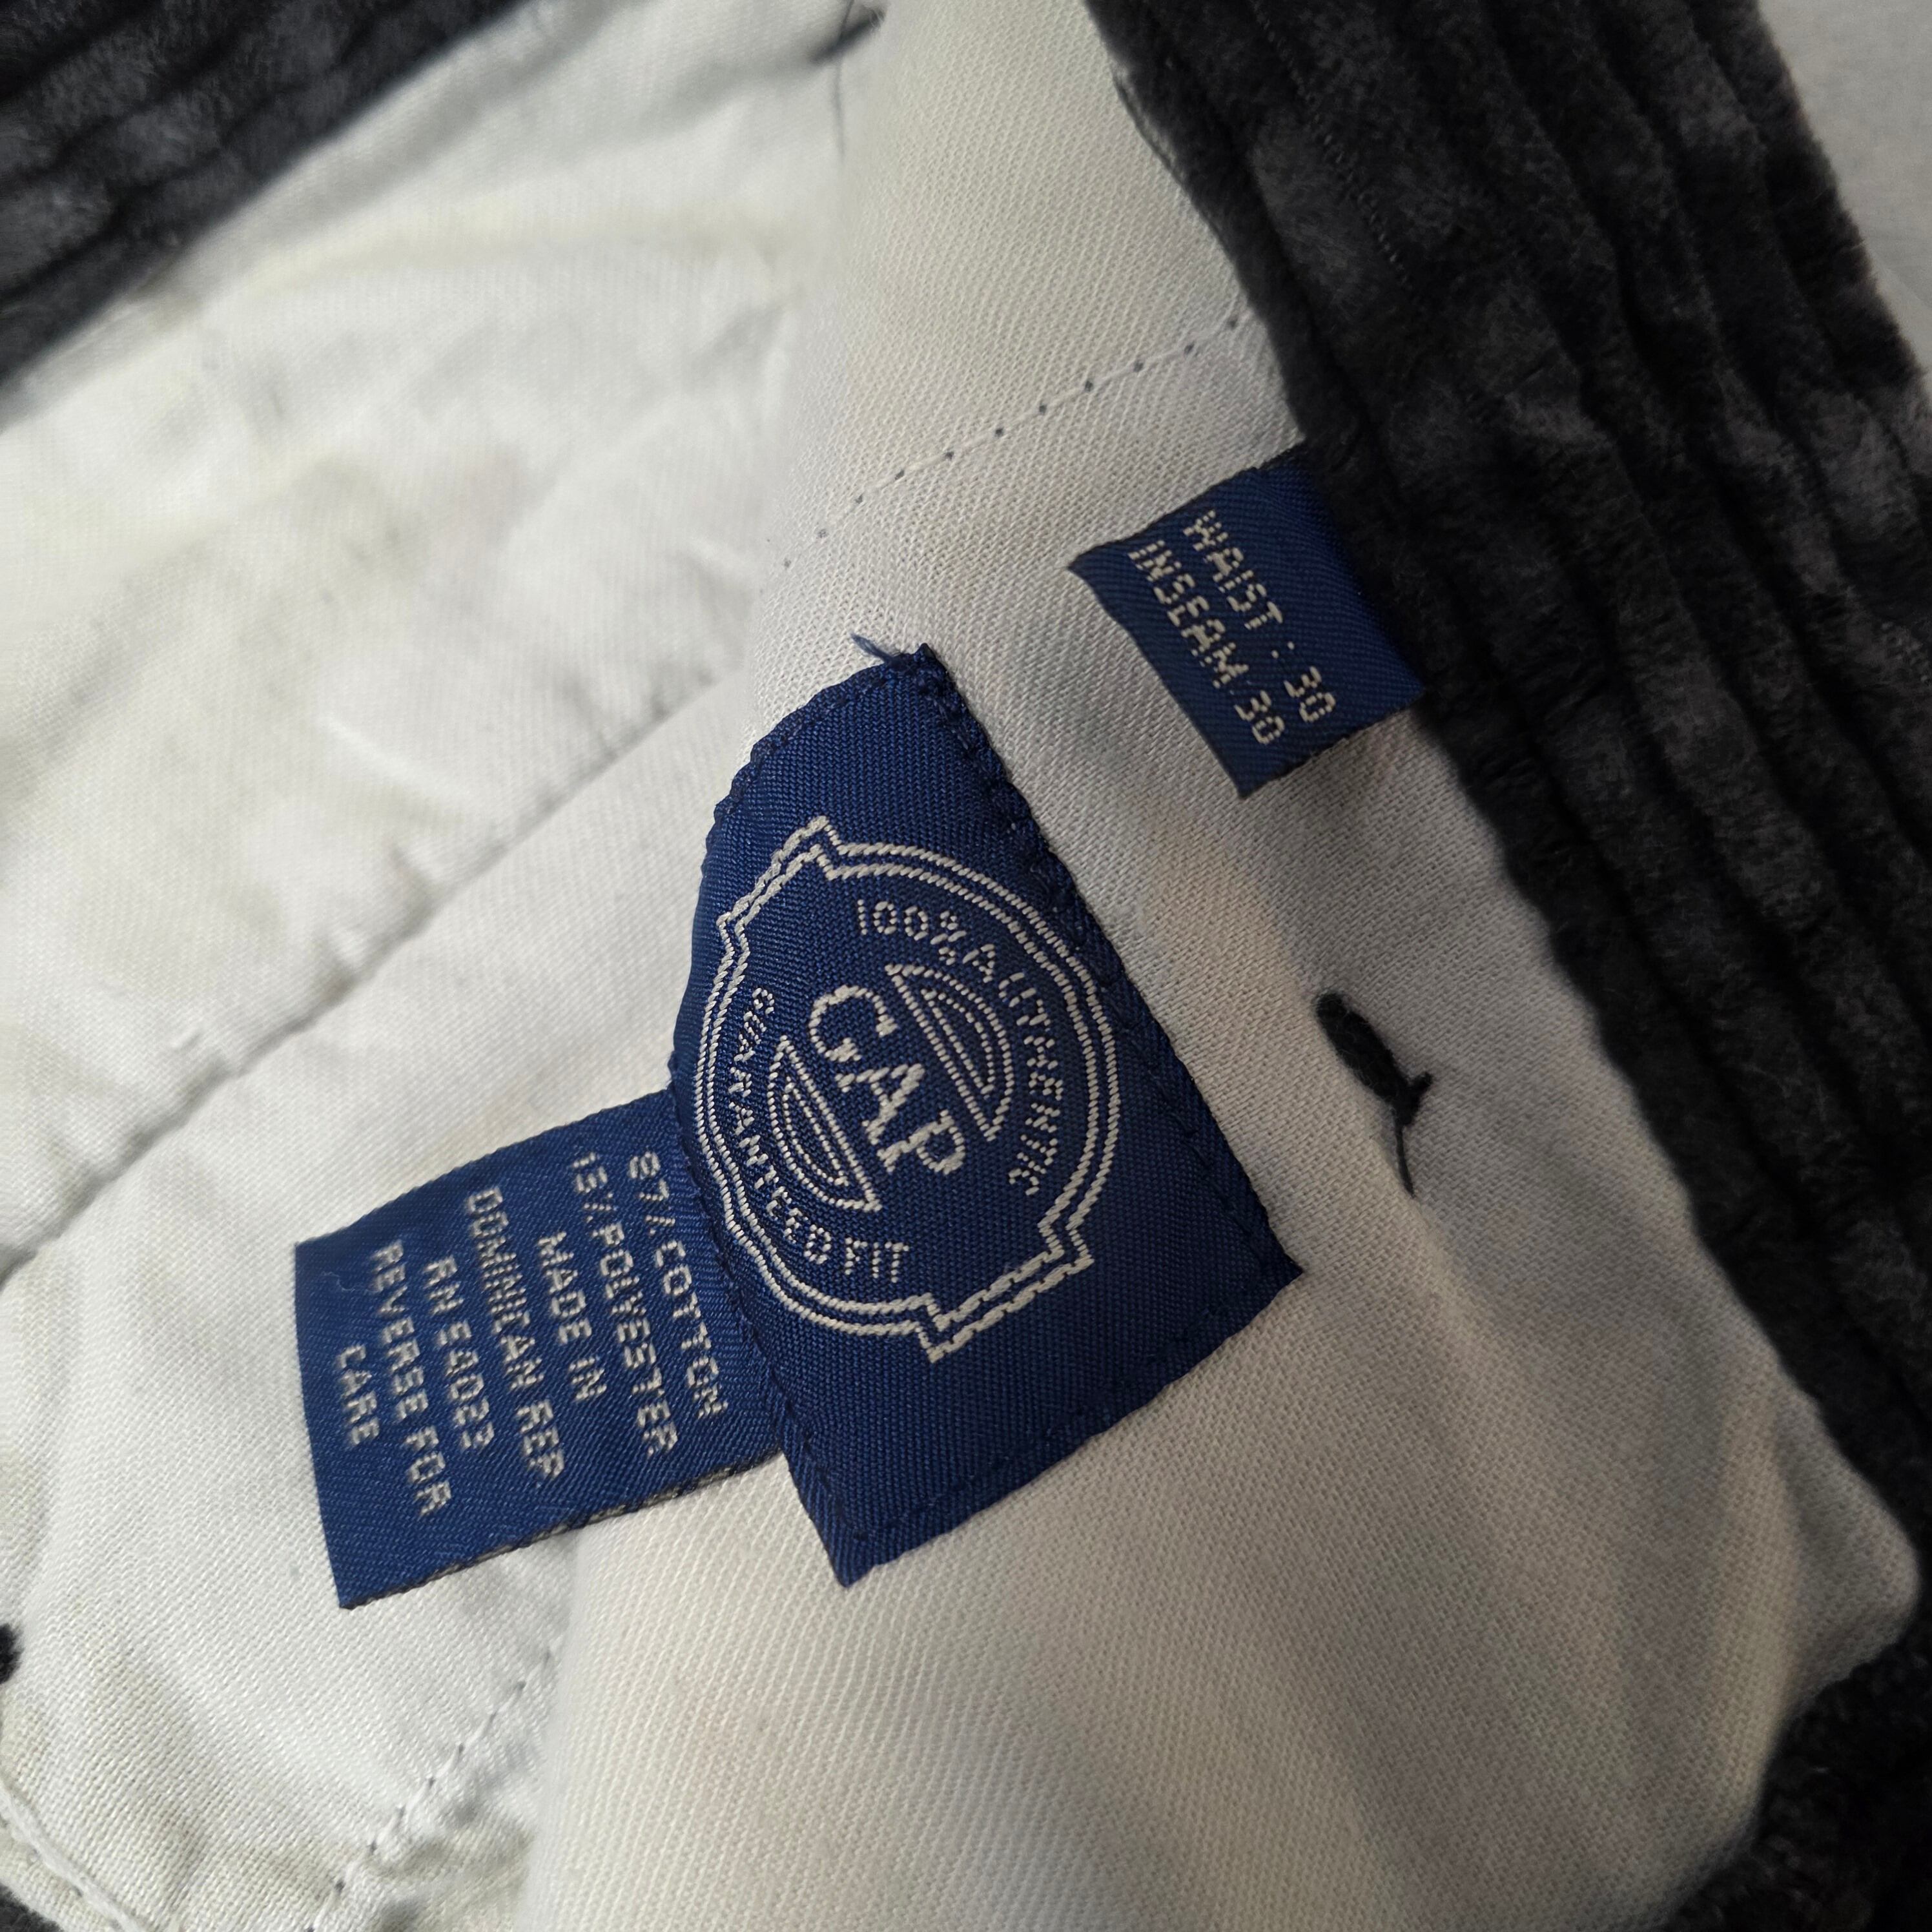 WAIST : 30
INSEAM 30
100% AUTHENTIC
GAP
GUARANTEED FIT
87% COTTON
13% POLYESTER
MADE IN
DOMINICAN REP
RN 54023
REVERSE FOR
CARE